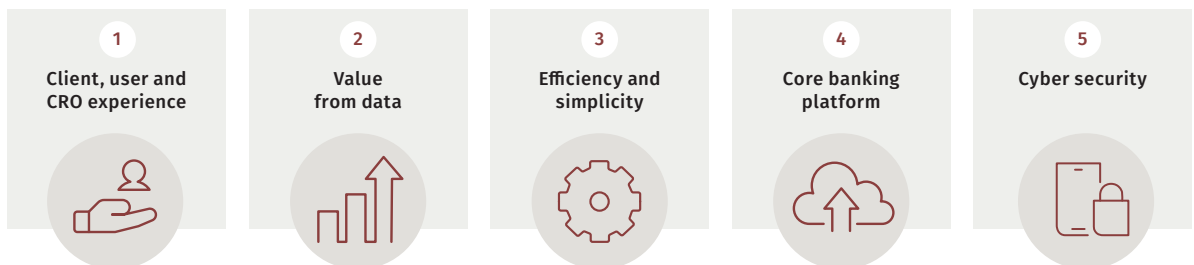 1
Client, user and
CRO experience
2
Value
from data
3
Efficiency and
simplicity
4
Core banking
platform
5
Cyber security